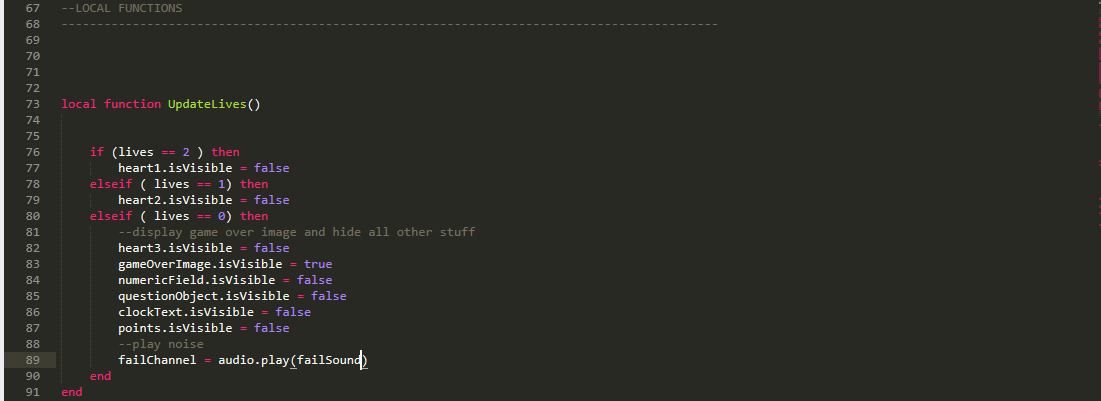 67 --LOCAL FUNCTIONS
68 --------------------------------------------------------------------------------------------
69
70
71
72
73 local function UpdateLives()
74
75
76     if (lives == 2 ) then
77         heart1.isVisible = false
78     elseif ( lives == 1) then
79         heart2.isVisible = false
80     elseif ( lives == 0) then
81         --display game over image and hide all other stuff
82         heart3.isVisible = false
83         gameOverImage.isVisible = true
84         numericField.isVisible = false
85         questionObject.isVisible = false
86         clockText.isVisible = false
87         points.isVisible = false
88         --play noise
89         failChannel = audio.play(failSound)
90     end
91 end